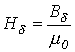 H_δ = B_δ / μ_0